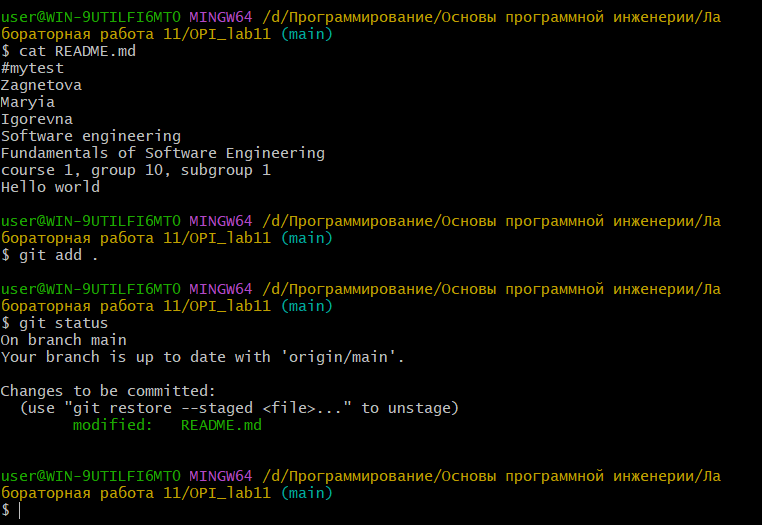 user@WIN-9UTILFI6MTO MINGW64 /d/Программирование/Основы программной инженерии/Ла
бораторная работа 11/OPI_lab11 (main)
$ cat README.md
#mytest
Zagnetova
Maryia
Igorevna
Software engineering
Fundamentals of Software Engineering
course 1, group 10, subgroup 1
Hello world
user@WIN-9UTILFI6MTO MINGW64 /d/Программирование/Основы программной инженерии/Ла
бораторная работа 11/OPI_lab11 (main)
$ git add .
user@WIN-9UTILFI6MTO MINGW64 /d/Программирование/Основы программной инженерии/Ла
бораторная работа 11/OPI_lab11 (main)
$ git status
On branch main
Your branch is up to date with 'origin/main'.
Changes to be committed:
  (use "git restore --staged <file>..." to unstage)
        modified:   README.md
user@WIN-9UTILFI6MTO MINGW64 /d/Программирование/Основы программной инженерии/Ла
бораторная работа 11/OPI_lab11 (main)
$